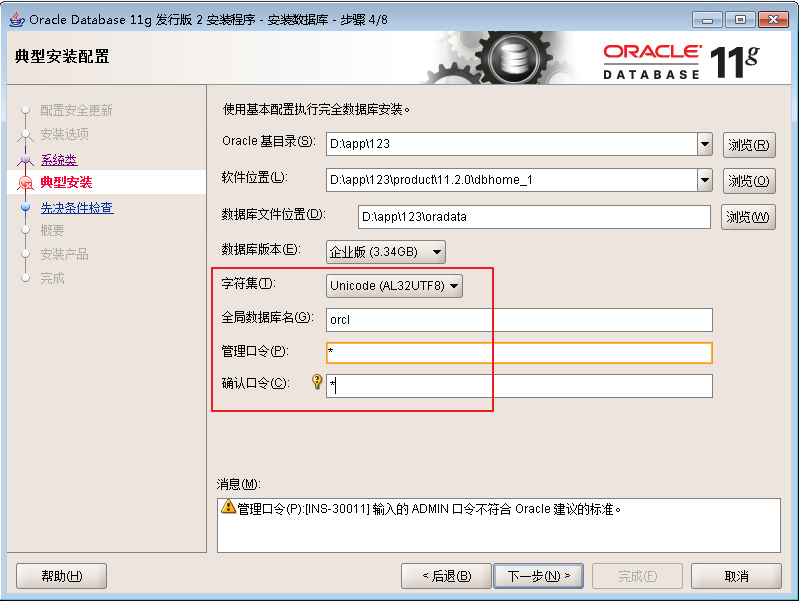 Oracle Database 11g 发行版 2 安装程序 - 安装数据库 - 步骤 4/8
典型安装配置
ORACLE
DATABASE 11g
配置安全更新
安装选项
系统类
典型安装
先决条件检查
概要
安装产品
完成
使用基本配置执行完全数据库安装。
Oracle 基目录(S): D:\app\123 浏览(R)
软件位置(L): D:\app\123\product\11.2.0\dbhome_1 浏览(O)
数据库文件位置(D): D:\app\123\oradata 浏览(W)
数据库版本(E): 企业版 (3.34GB)
字符集(T): Unicode (AL32UTF8)
全局数据库名(G): orcl
管理口令(P): *
确认口令(C): *
消息(M):
管理口令(P):[INS-30011] 输入的 ADMIN 口令不符合 Oracle 建议的标准。
帮助(H) < 后退(B) 下一步(N) > 完成(F) 取消